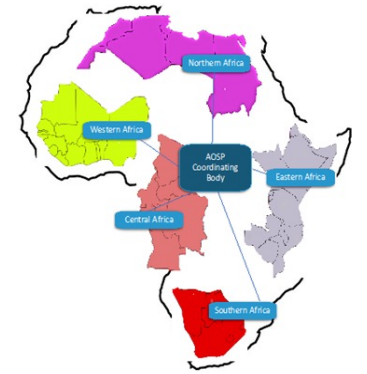 Northern Africa
Western Africa
AOSP
Coordinating
Body
Eastern Africa
Central Africa
Southern Africa